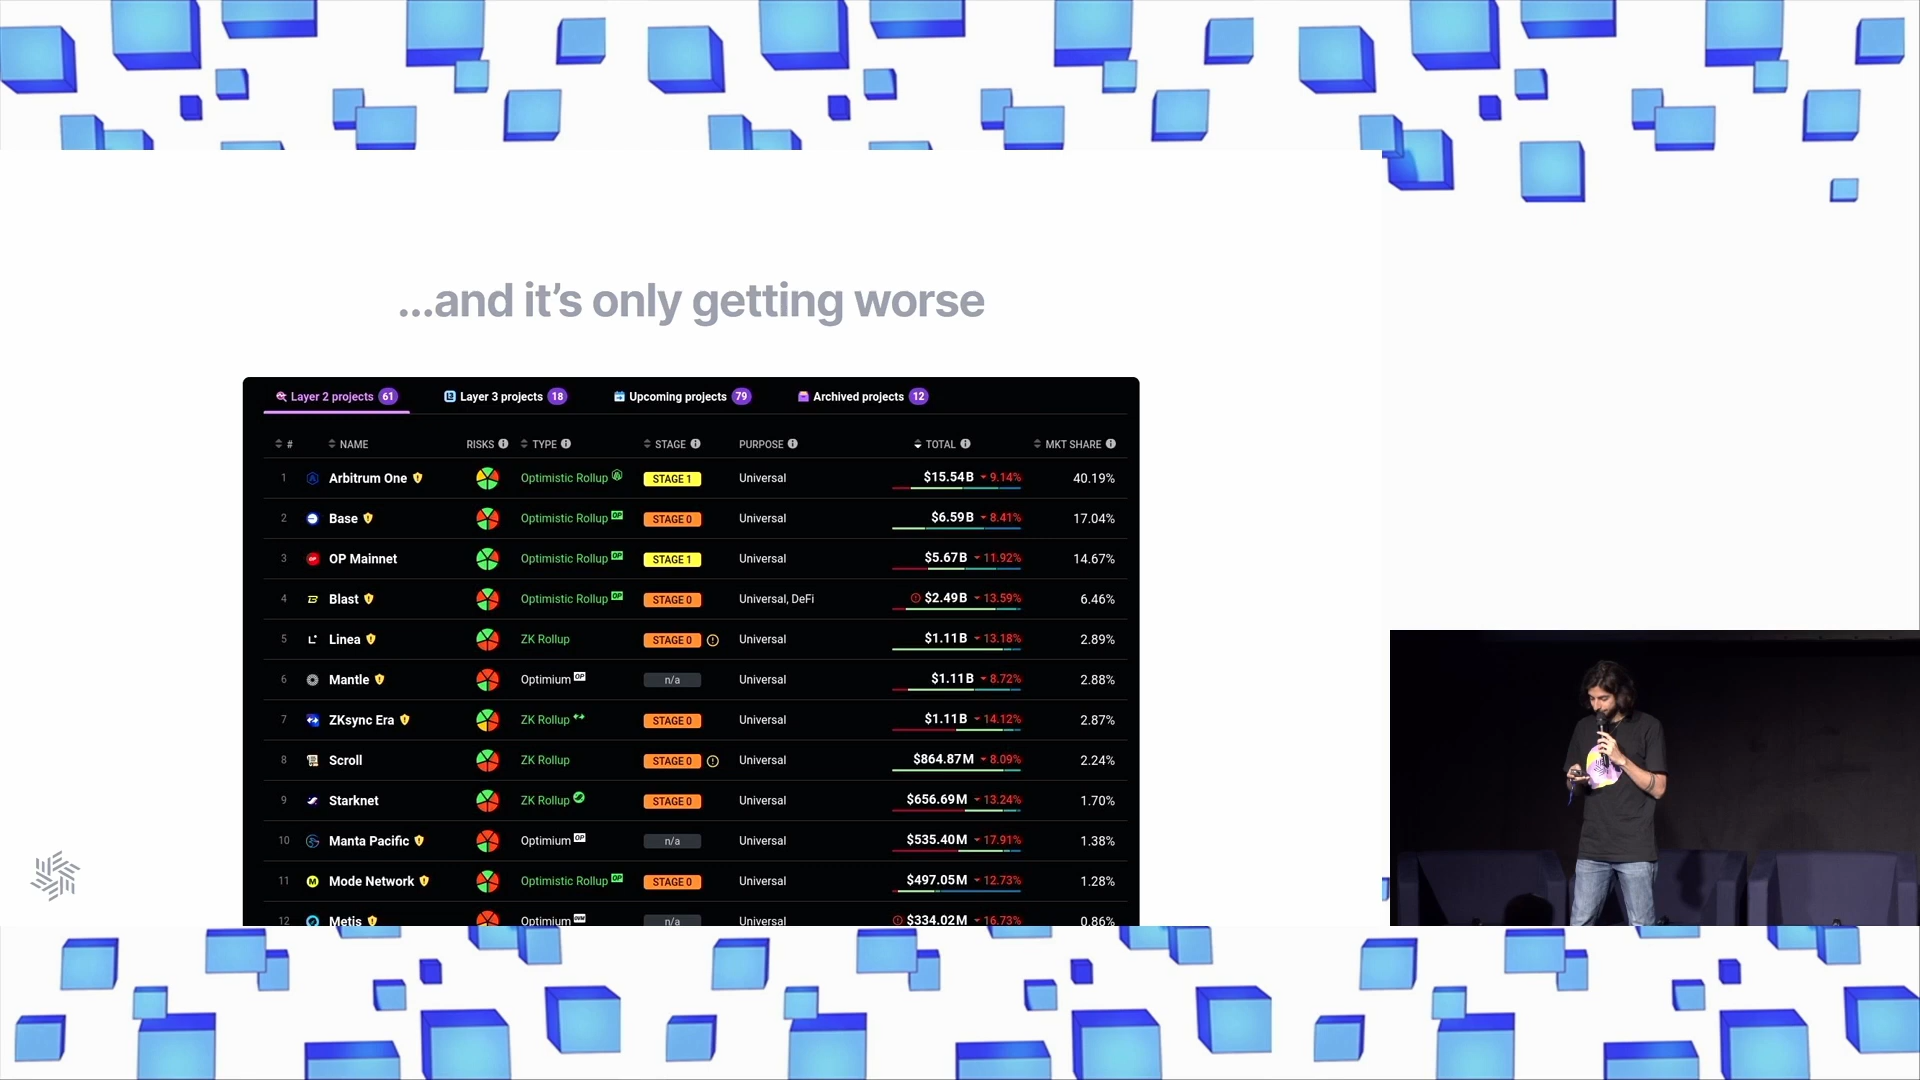 ...and it's only getting worse
Layer 2 projects 61 Layer 3 projects 18 Upcoming projects 79 Archived projects 12
# NAME RISKS TYPE STAGE PURPOSE TOTAL MKT SHARE
1 Arbitrum One Optimistic Rollup STAGE 1 Universal $15.54B 9.14% 40.19%
2 Base Optimistic Rollup OP STAGE 0 Universal $6.59B 8.41% 17.04%
3 OP Mainnet Optimistic Rollup OP STAGE 1 Universal $5.67B 11.92% 14.67%
4 Blast Optimistic Rollup OP STAGE 0 Universal, DeFi $2.49B 13.59% 6.46%
5 Linea ZK Rollup STAGE 0 Universal $1.11B 13.18% 2.89%
6 Mantle Optimium OP n/a Universal $1.11B 8.72% 2.88%
7 ZKsync Era ZK Rollup STAGE 0 Universal $1.11B 14.12% 2.87%
8 Scroll ZK Rollup STAGE 0 Universal $864.87M 8.09% 2.24%
9 Starknet ZK Rollup STAGE 0 Universal $656.69M 13.24% 1.70%
10 Manta Pacific Optimium OP n/a Universal $535.40M 17.91% 1.38%
11 Mode Network Optimistic Rollup OP STAGE 0 Universal $497.05M 12.73% 1.28%
12 Metis Optimium OVM n/a Universal $334.02M 16.73% 0.86%